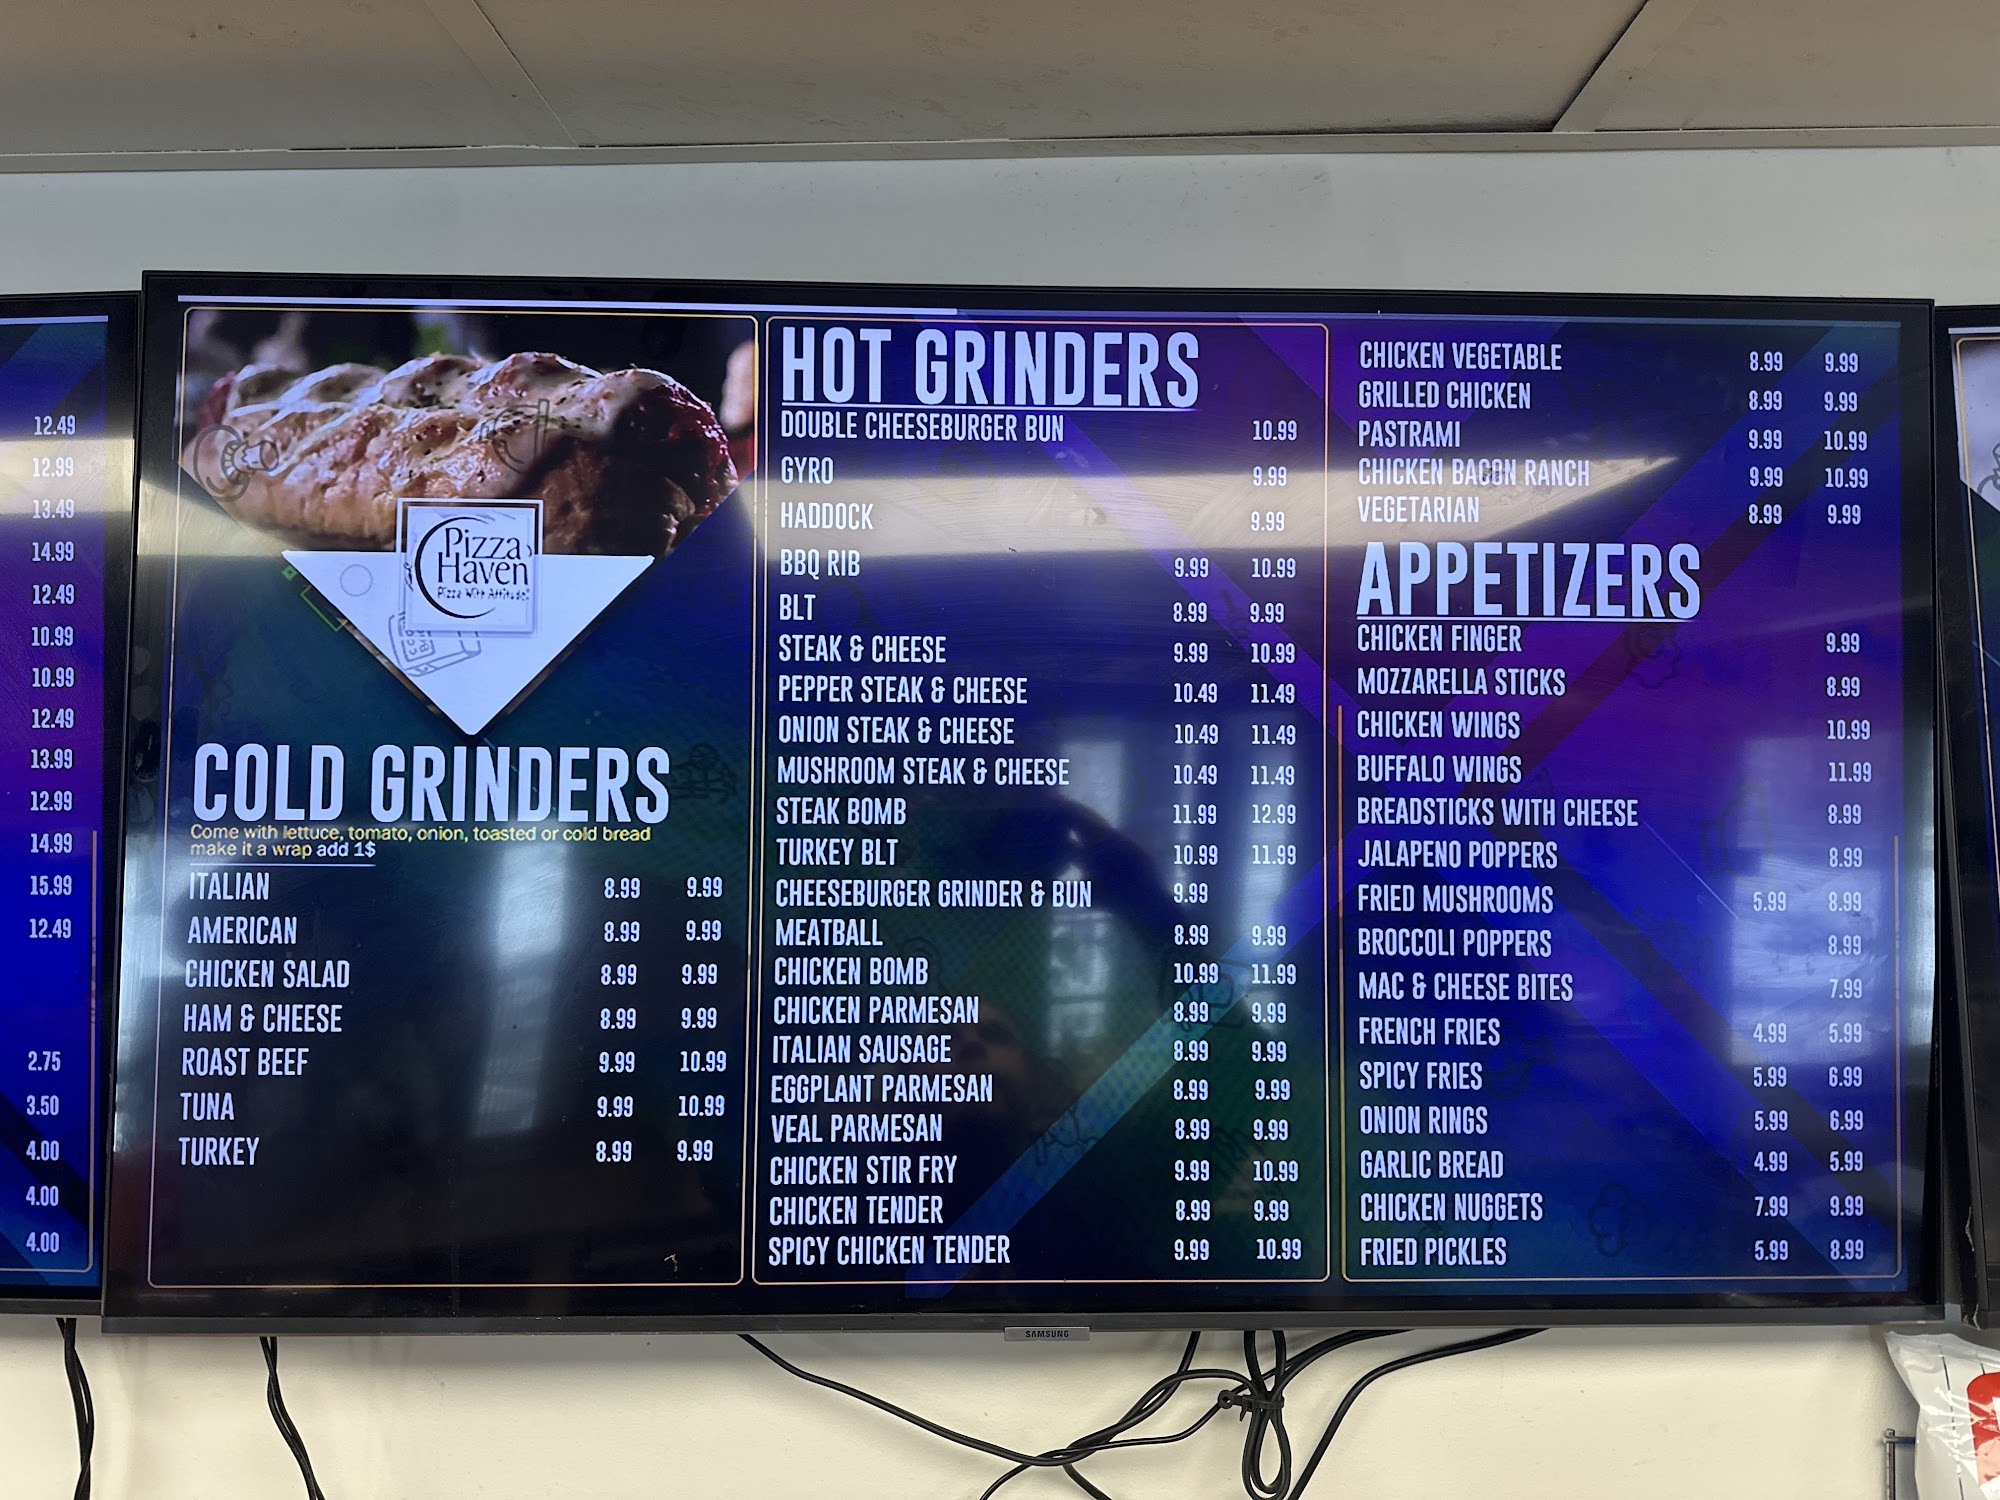 12.49
12.99
13.49
14.99
12.49
10.99
10.99
12.49
13.99
12.99
14.99
15.99
12.49
2.75
3.50
4.00
4.00
4.00
Pizza
Haven
Pizza With Attitude!
COLD GRINDERS
Come with lettuce, tomato, onion, toasted or cold bread
make it a wrap add 1$
ITALIAN 8.99 9.99
AMERICAN 8.99 9.99
CHICKEN SALAD 8.99 9.99
HAM & CHEESE 8.99 9.99
ROAST BEEF 9.99 10.99
TUNA 9.99 10.99
TURKEY 8.99 9.99
HOT GRINDERS
DOUBLE CHEESEBURGER BUN 10.99
GYRO 9.99
HADDOCK 9.99
BBQ RIB 9.99 10.99
BLT 8.99 9.99
STEAK & CHEESE 9.99 10.99
PEPPER STEAK & CHEESE 10.49 11.49
ONION STEAK & CHEESE 10.49 11.49
MUSHROOM STEAK & CHEESE 10.49 11.49
STEAK BOMB 11.99 12.99
TURKEY BLT 10.99 11.99
CHEESEBURGER GRINDER & BUN 9.99
MEATBALL 8.99 9.99
CHICKEN BOMB 10.99 11.99
CHICKEN PARMESAN 8.99 9.99
ITALIAN SAUSAGE 8.99 9.99
EGGPLANT PARMESAN 8.99 9.99
VEAL PARMESAN 8.99 9.99
CHICKEN STIR FRY 9.99 10.99
CHICKEN TENDER 8.99 9.99
SPICY CHICKEN TENDER 9.99 10.99
CHICKEN VEGETABLE 8.99 9.99
GRILLED CHICKEN 8.99 9.99
PASTRAMI 9.99 10.99
CHICKEN BACON RANCH 9.99 10.99
VEGETARIAN 8.99 9.99
APPETIZERS
CHICKEN FINGER 9.99
MOZZARELLA STICKS 8.99
CHICKEN WINGS 10.99
BUFFALO WINGS 11.99
BREADSTICKS WITH CHEESE 8.99
JALAPENO POPPERS 8.99
FRIED MUSHROOMS 5.99 8.99
BROCCOLI POPPERS 8.99
MAC & CHEESE BITES 7.99
FRENCH FRIES 4.99 5.99
SPICY FRIES 5.99 6.99
ONION RINGS 5.99 6.99
GARLIC BREAD 4.99 5.99
CHICKEN NUGGETS 7.99 9.99
FRIED PICKLES 5.99 8.99
SAMSUNG